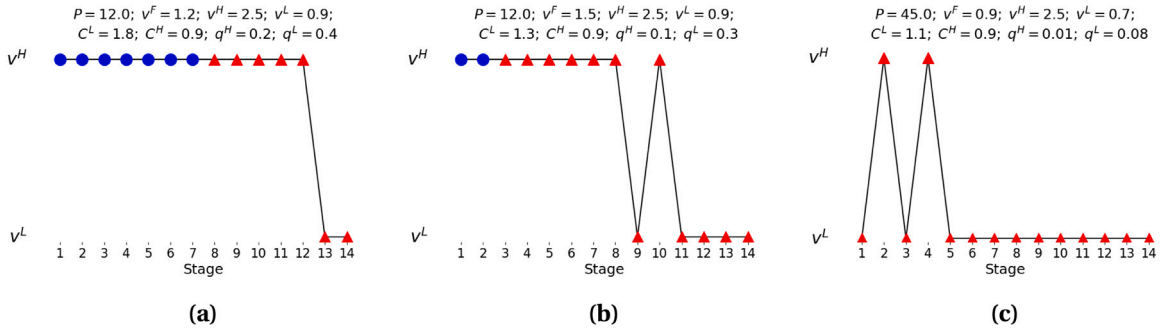 P = 12.0; v^F = 1.2; v^H = 2.5; v^L = 0.9;
C^L = 1.8; C^H = 0.9; q^H = 0.2; q^L = 0.4
v^H
v^L
1 2 3 4 5 6 7 8 9 10 11 12 13 14
Stage
(a)
P = 12.0; v^F = 1.5; v^H = 2.5; v^L = 0.9;
C^L = 1.3; C^H = 0.9; q^H = 0.1; q^L = 0.3
v^H
v^L
1 2 3 4 5 6 7 8 9 10 11 12 13 14
Stage
(b)
P = 45.0; v^F = 0.9; v^H = 2.5; v^L = 0.7;
C^L = 1.1; C^H = 0.9; q^H = 0.01; q^L = 0.08
v^H
v^L
1 2 3 4 5 6 7 8 9 10 11 12 13 14
Stage
(c)